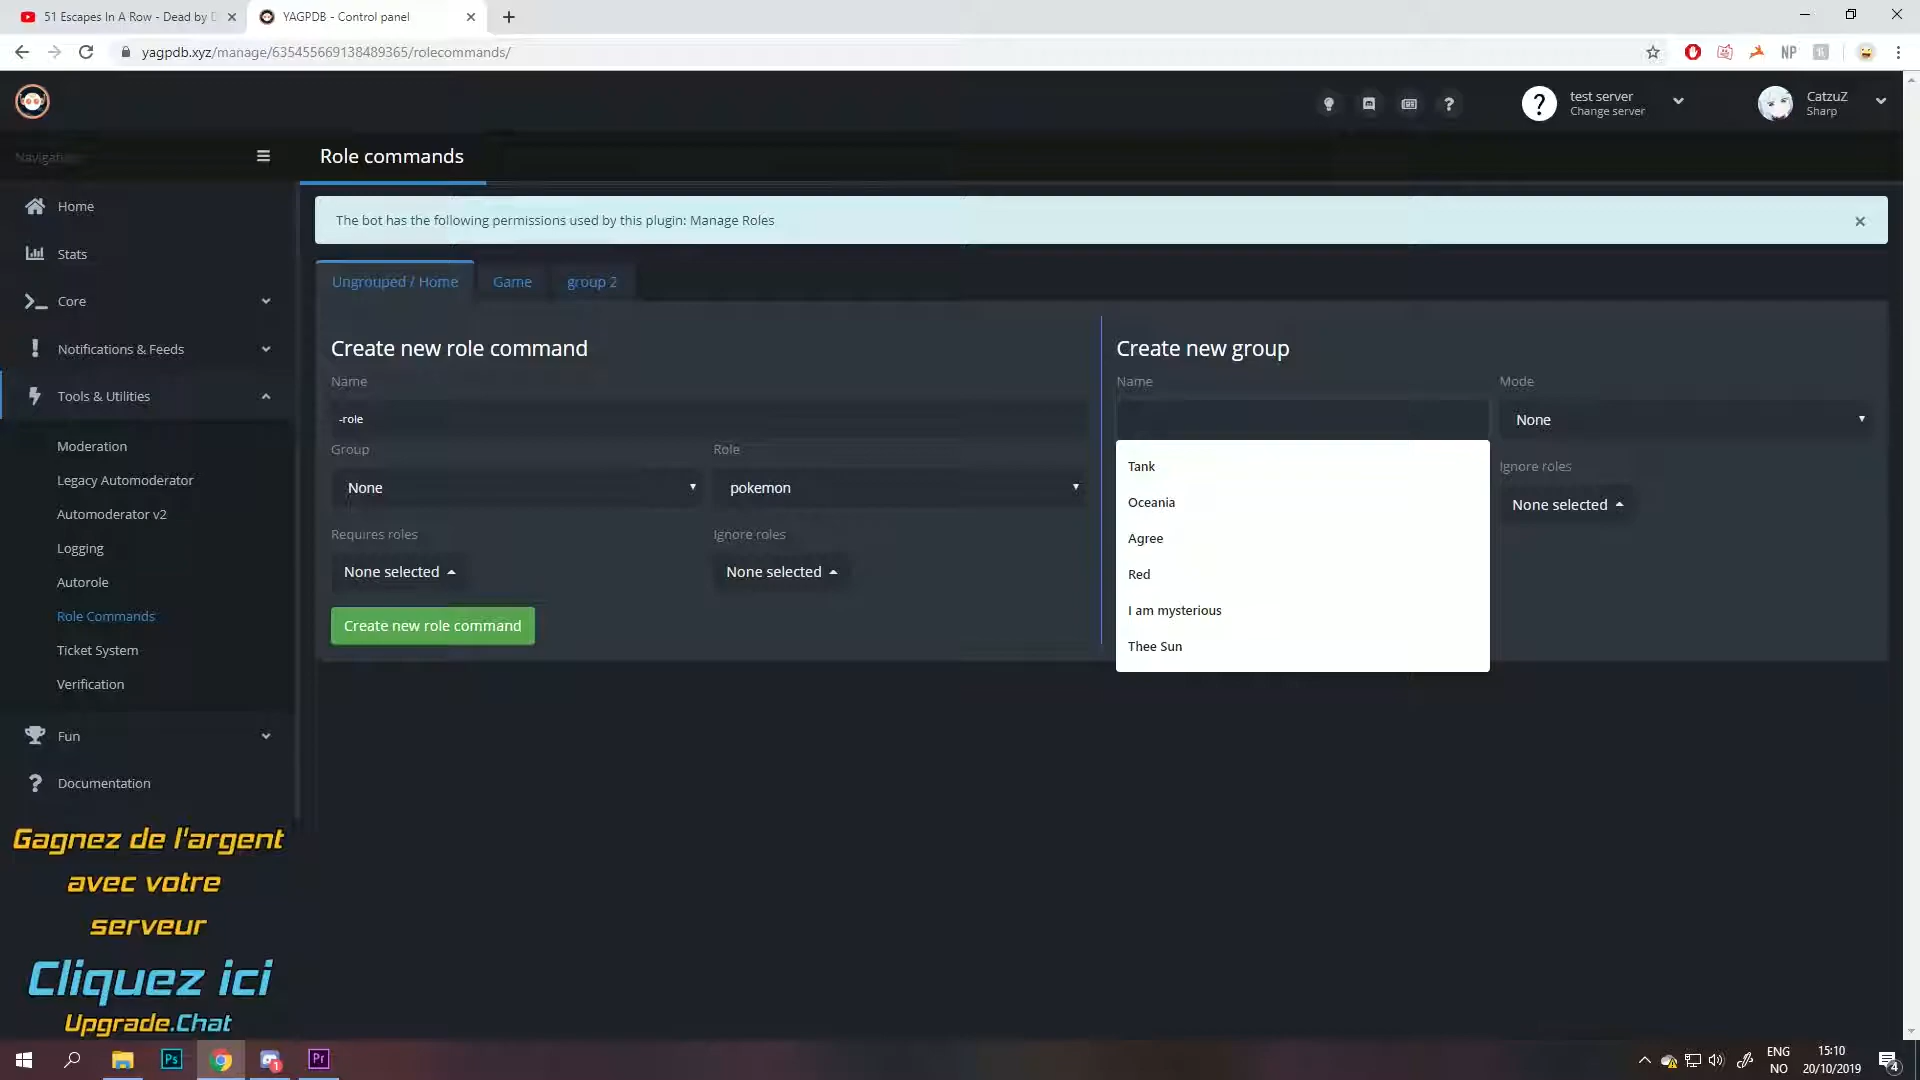 51 Escapes In A Row - Dead by D
YAGPDB - Control panel
yagpdb.xyz/manage/635455669138489365/rolecommands/
NP
test server
Change server
CatzuZ
Sharp
Navigation
Role commands
Home
The bot has the following permissions used by this plugin: Manage Roles
Stats
Ungrouped / Home
Game
group 2
Core
Notifications & Feeds
Create new role command
Create new group
Name
Name
Mode
Tools & Utilities
-role
None
Group
Role
Moderation
Tank
Ignore roles
Legacy Automoderator
None
pokemon
Oceania
None selected
Automoderator v2
Requires roles
Ignore roles
Agree
Logging
None selected
None selected
Red
Autorole
Role Commands
Create new role command
I am mysterious
Ticket System
Thee Sun
Verification
Fun
Documentation
Gagnez de l'argent
avec votre
serveur
Cliquez ici
Upgrade.Chat
Ps
1
Pr
ENG
NO
15:10
20/10/2019
4